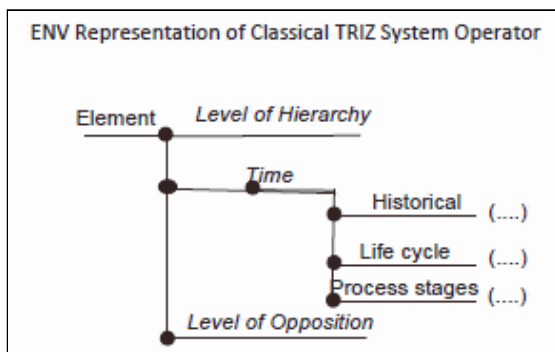 ENV Representation of Classical TRIZ System Operator
Element
Level of Hierarchy
Time
Historical (....)
Life cycle (....)
Process stages (....)
Level of Opposition